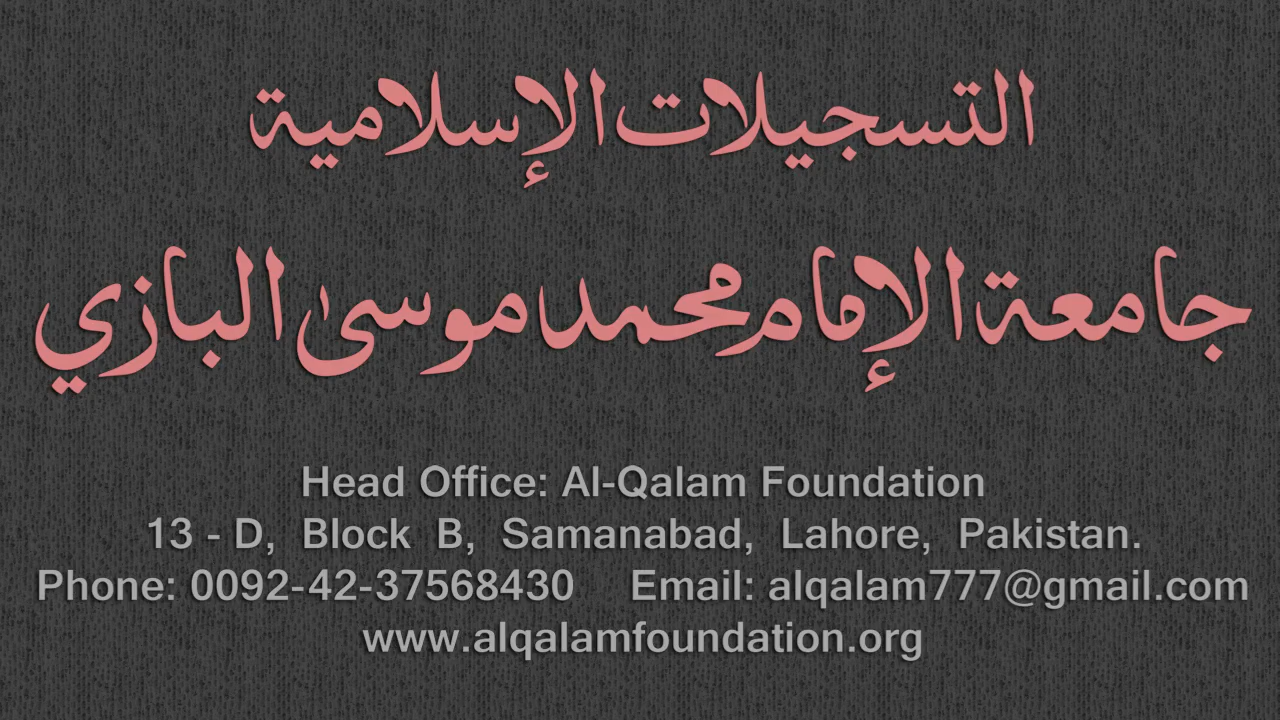 التسجيلات الإسلامية
جامعة الإمام محمد موسىٰ البازي
Head Office: Al-Qalam Foundation
13 - D, Block B, Samanabad, Lahore, Pakistan.
Phone: 0092-42-37568430 Email: alqalam777@gmail.com
www.alqalamfoundation.org